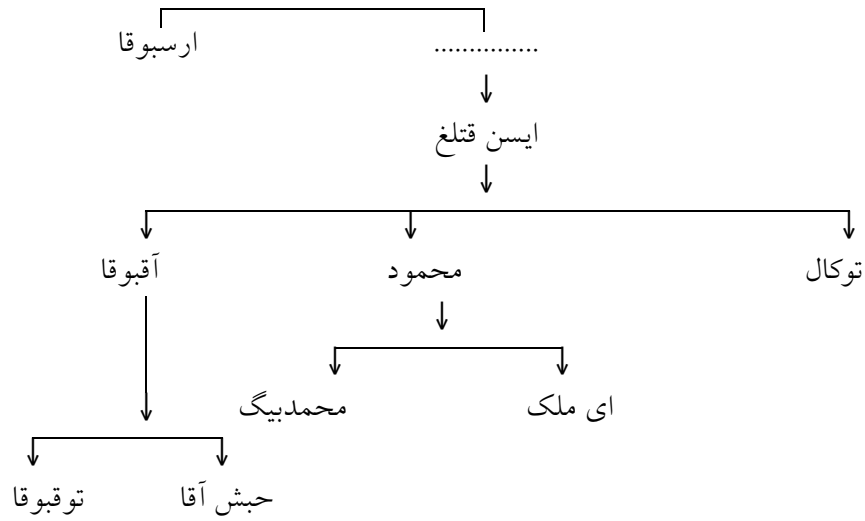 ............... ارسبوقا
ایسن قتلغ
توکال محمود آقبوقا
ای ملک محمدبیگ
حبش آقا توقبوقا